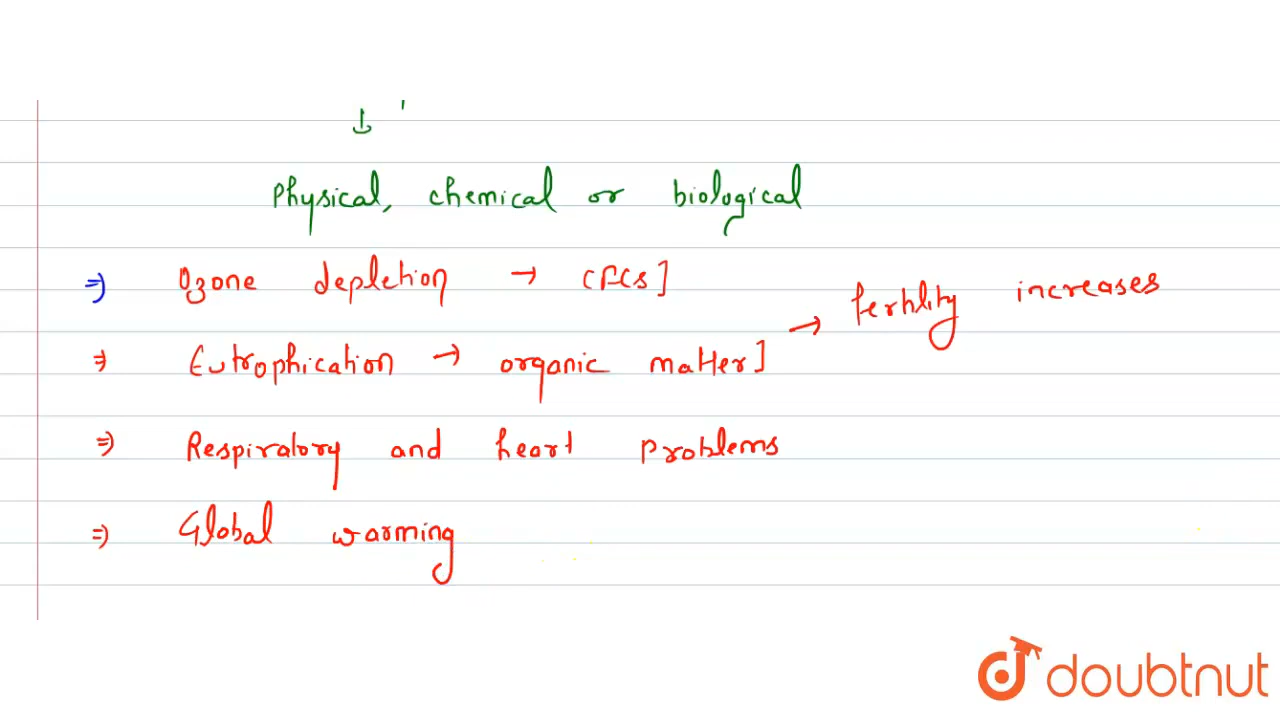 Physical, chemical or biological
⇒ Ozone depletion → CFCs]
→ fertility increases
⇒ Eutrophication → organic matter]
⇒ Respiratory and heart problems
⇒ Global warming
doubtnut